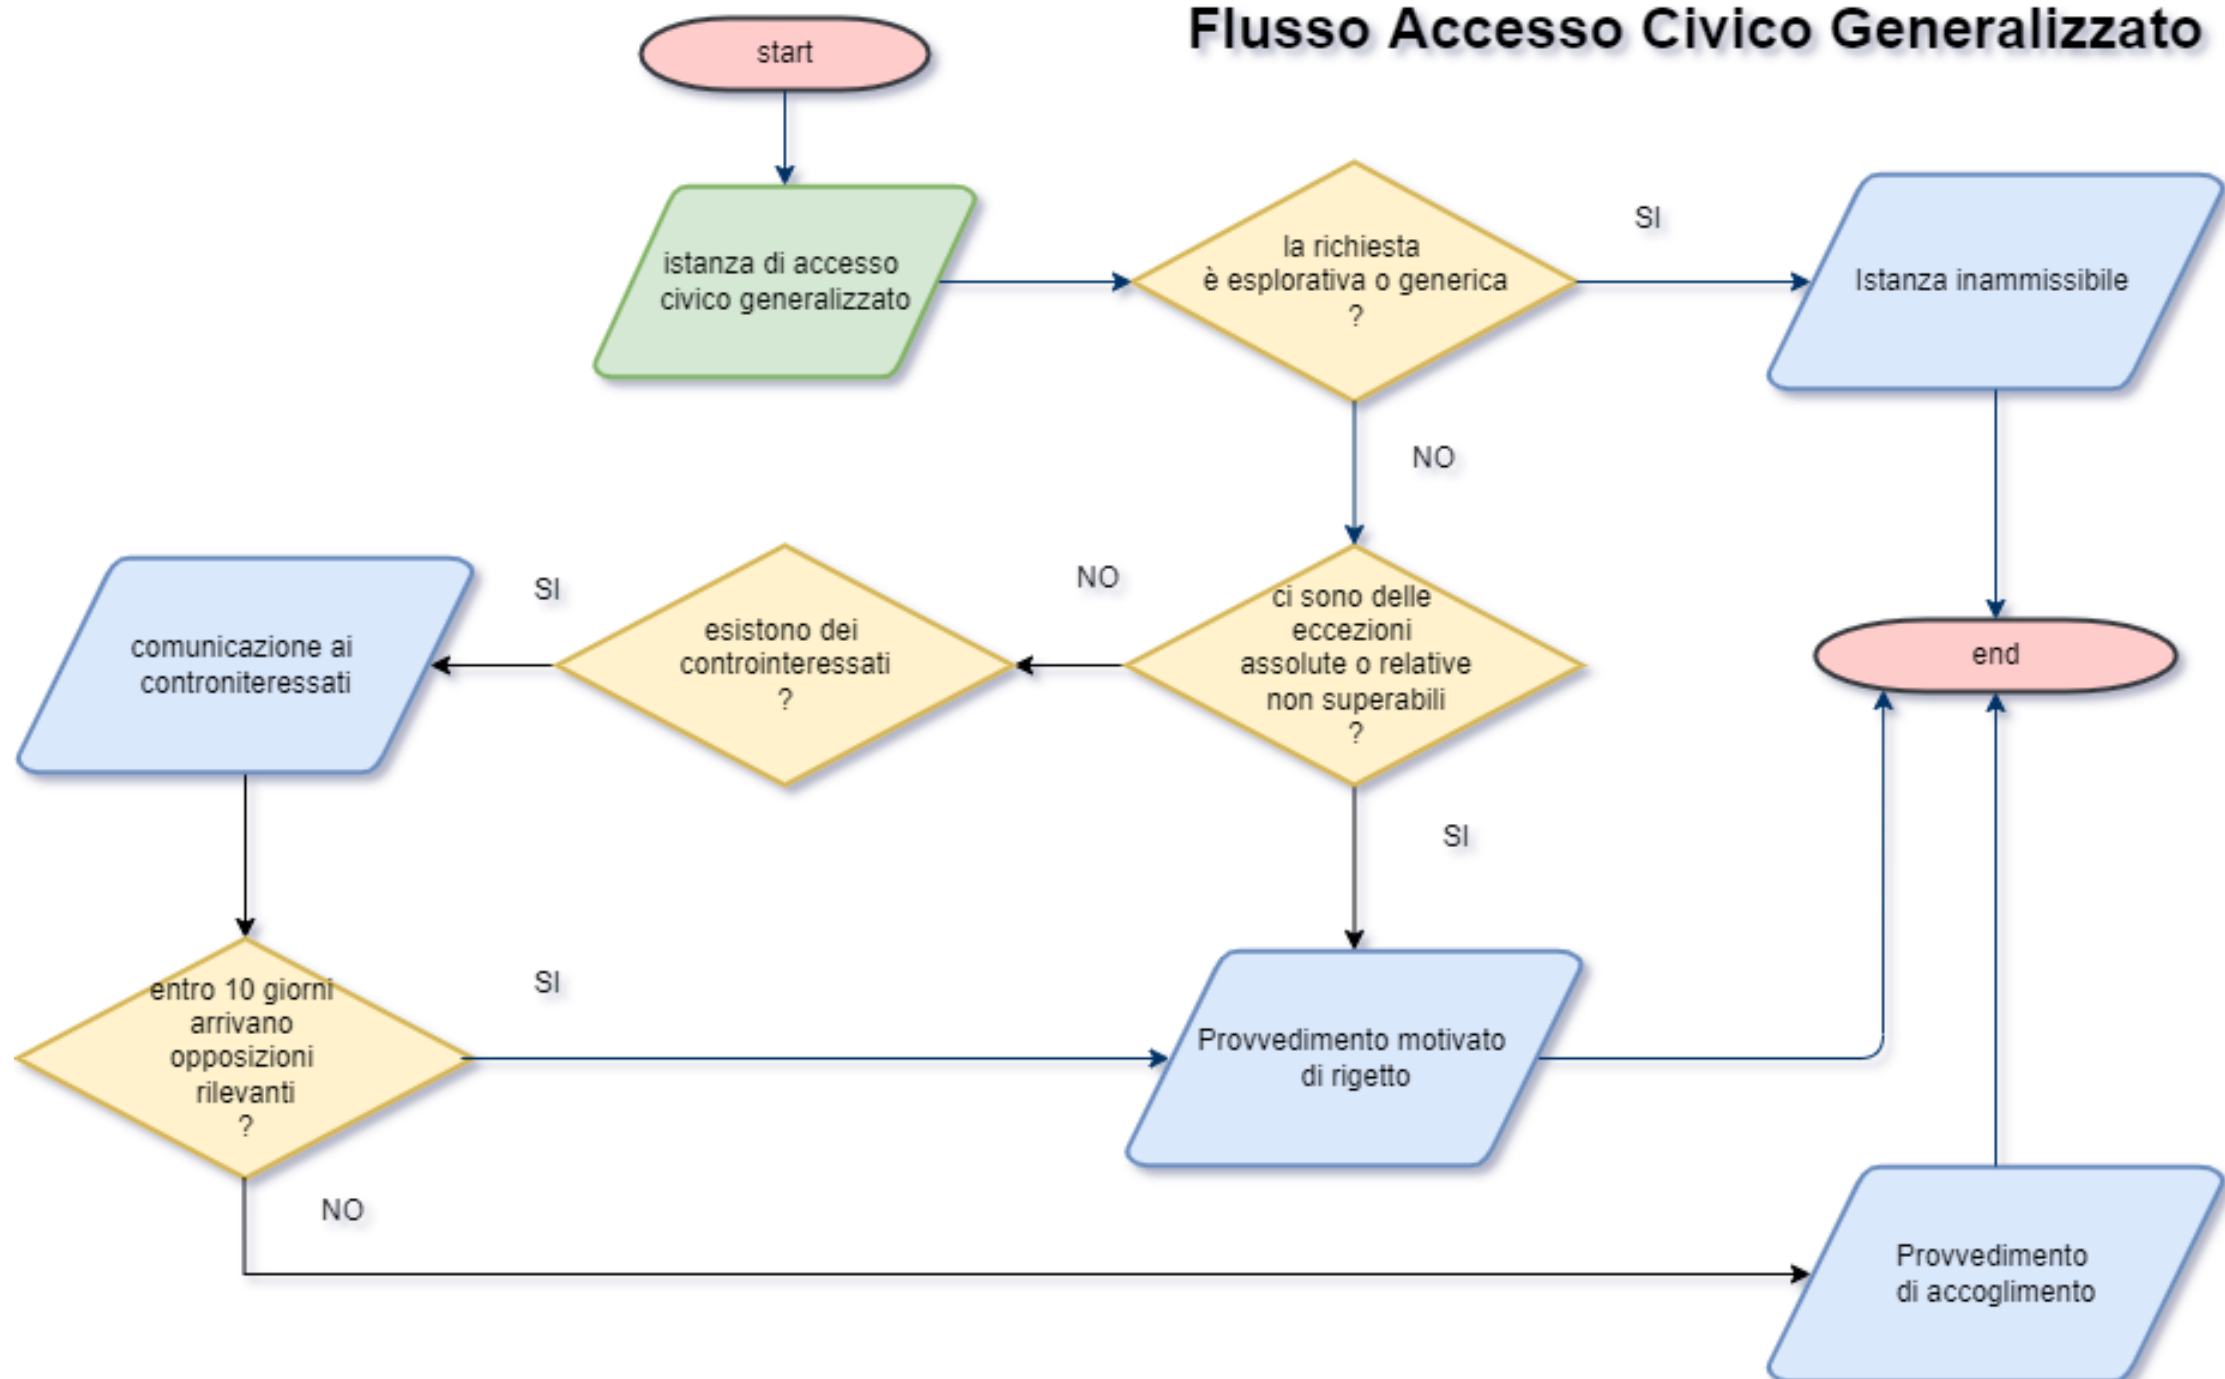 Flusso Accesso Civico Generalizzato
start
istanza di accesso
civico generalizzato
la richiesta
è esplorativa o generica
?
SI
Istanza inammissibile
NO
comunicazione ai
controniteressati
SI
esistono dei
controinteressati
?
NO
ci sono delle
eccezioni
assolute o relative
non superabili
?
end
SI
entro 10 giorni
arrivano
opposizioni
rilevanti
?
SI
Provvedimento motivato
di rigetto
NO
Provvedimento
di accoglimento